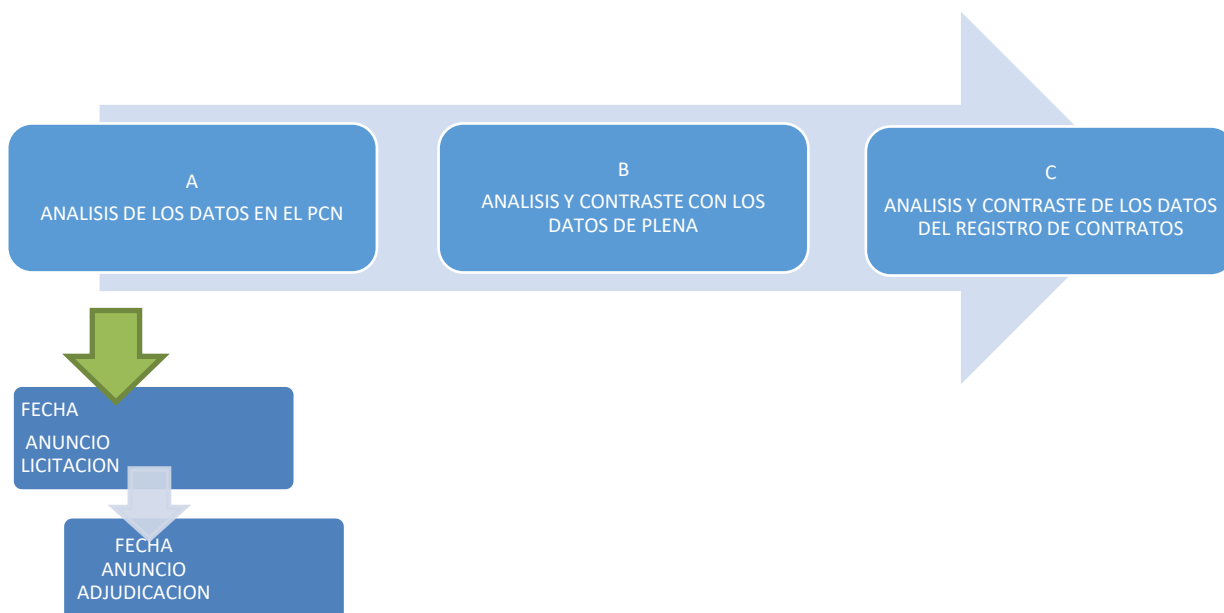 A
ANALISIS DE LOS DATOS EN EL PCN
B
ANALISIS Y CONTRASTE CON LOS
DATOS DE PLENA
C
ANALISIS Y CONTRASTE DE LOS DATOS
DEL REGISTRO DE CONTRATOS
FECHA
ANUNCIO
LICITACION
FECHA
ANUNCIO
ADJUDICACION